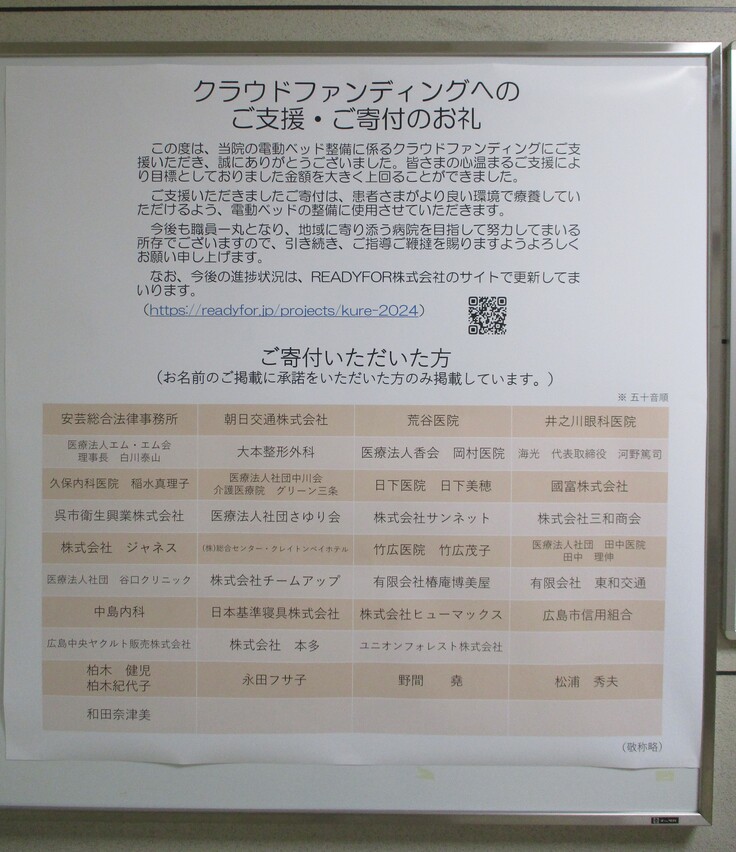 クラウドファンディングへの
ご支援・ご寄付のお礼
この度は、当院の電動ベッド整備に係るクラウドファンディングにご支
援いただき、誠にありがとうございました。皆さまの心温まるご支援によ
り目標としておりました金額を大きく上回ることができました。
ご支援いただきましたご寄付は、患者さまがより良い環境で療養してい
ただけるよう、電動ベッドの整備に使用させていただきます。
今後も職員一丸となり、地域に寄り添う病院を目指して努力してまいる
所存でございますので、引き続き、ご指導ご鞭撻を賜りますようよろしく
お願い申し上げます。
なお、今後の進捗状況は、READYFOR株式会社のサイトで更新してま
いります。
（https://readyfor.jp/projects/kure-2024）
ご寄付いただいた方
（お名前のご掲載に承諾をいただいた方のみ掲載しています。）
※ 五十音順
安芸総合法律事務所　朝日交通株式会社　荒谷医院　井之川眼科医院
医療法人エム・エム会
理事長　白川泰山
大本整形外科　医療法人香会　岡村医院　海光　代表取締役　河野篤司
久保内科医院　稲水真理子
医療法人社団中川会
介護医療院　グリーン三条
日下医院　日下美穂　國富株式会社
呉市衛生興業株式会社　医療法人社団さゆり会　株式会社サンネット　株式会社三和商会
株式会社　ジャネス　(株)総合センター・クレイトンベイホテル　竹広医院　竹広茂子
医療法人社団　田中医院
田中　理伸
医療法人社団　谷口クリニック　株式会社チームアップ　有限会社椿庵博美屋　有限会社　東和交通
中島内科　日本基準寝具株式会社　株式会社ヒューマックス　広島市信用組合
広島中央ヤクルト販売株式会社　株式会社　本多　ユニオンフォレスト株式会社
柏木　健児
柏木紀代子
永田フサ子　野間　堯　松浦　秀夫
和田奈津美
（敬称略）